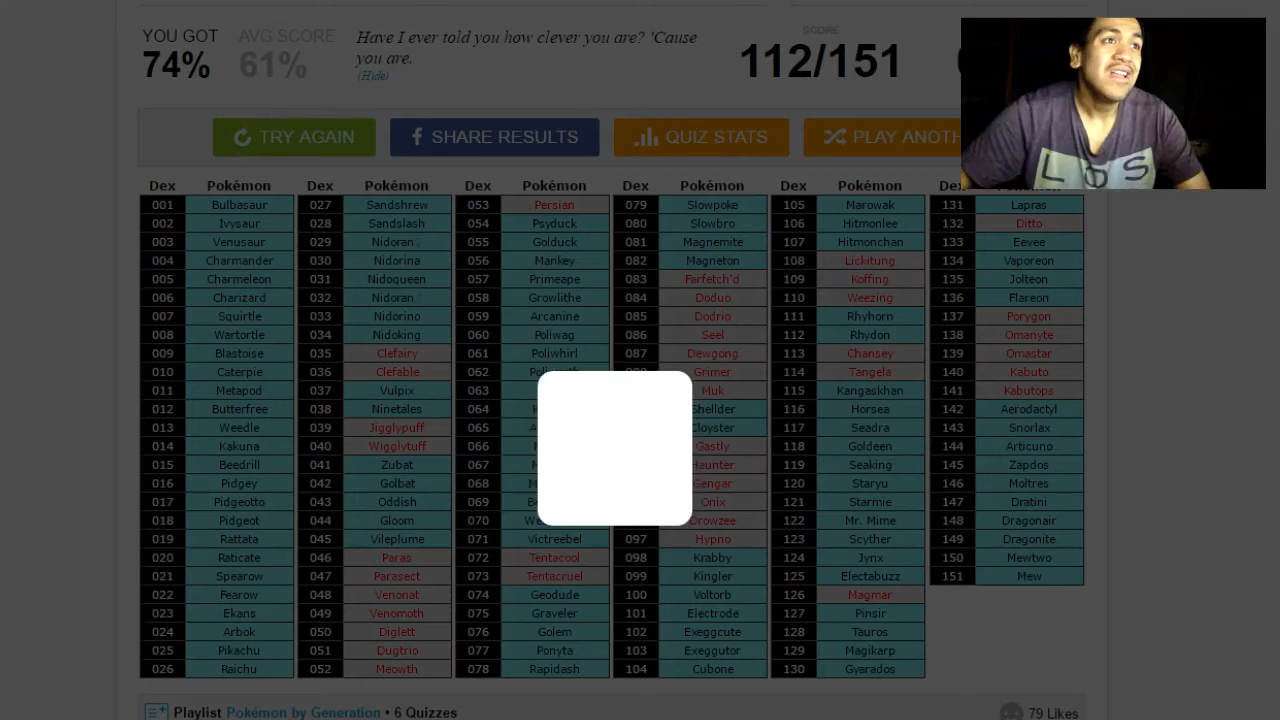 YOU GOT AVG SCORE Have I ever told you how clever you are? 'Cause SCORE
74% 61% you are. 112/151
(Hide)
TRY AGAIN SHARE RESULTS QUIZ STATS PLAY ANOTH
L O S
Dex Pokémon Dex Pokémon Dex Pokémon Dex Pokémon Dex Pokémon Dex
001 Bulbasaur 027 Sandshrew 053 Persian 079 Slowpoke 105 Marowak 131 Lapras
002 Ivysaur 028 Sandslash 054 Psyduck 080 Slowbro 106 Hitmonlee 132 Ditto
003 Venusaur 029 Nidoran 055 Golduck 081 Magnemite 107 Hitmonchan 133 Eevee
004 Charmander 030 Nidorina 056 Mankey 082 Magneton 108 Lickitung 134 Vaporeon
005 Charmeleon 031 Nidoqueen 057 Primeape 083 Farfetch'd 109 Koffing 135 Jolteon
006 Charizard 032 Nidoran 058 Growlithe 084 Doduo 110 Weezing 136 Flareon
007 Squirtle 033 Nidorino 059 Arcanine 085 Dodrio 111 Rhyhorn 137 Porygon
008 Wartortle 034 Nidoking 060 Poliwag 086 Seel 112 Rhydon 138 Omanyte
009 Blastoise 035 Clefairy 061 Poliwhirl 087 Dewgong 113 Chansey 139 Omastar
010 Caterpie 036 Clefable 062 Grimer 114 Tangela 140 Kabuto
011 Metapod 037 Vulpix 063 Muk 115 Kangaskhan 141 Kabutops
012 Butterfree 038 Ninetales 064 Shellder 116 Horsea 142 Aerodactyl
013 Weedle 039 Jigglypuff 065 Cloyster 117 Seadra 143 Snorlax
014 Kakuna 040 Wigglytuff 066 Gastly 118 Goldeen 144 Articuno
015 Beedrill 041 Zubat 067 Haunter 119 Seaking 145 Zapdos
016 Pidgey 042 Golbat 068 Gengar 120 Staryu 146 Moltres
017 Pidgeotto 043 Oddish 069 Onix 121 Starmie 147 Dratini
018 Pidgeot 044 Gloom 070 Drowzee 122 Mr. Mime 148 Dragonair
019 Rattata 045 Vileplume 071 Victreebel 097 Hypno 123 Scyther 149 Dragonite
020 Raticate 046 Paras 072 Tentacool 098 Krabby 124 Jynx 150 Mewtwo
021 Spearow 047 Parasect 073 Tentacruel 099 Kingler 125 Electabuzz 151 Mew
022 Fearow 048 Venonat 074 Geodude 100 Voltorb 126 Magmar
023 Ekans 049 Venomoth 075 Graveler 101 Electrode 127 Pinsir
024 Arbok 050 Diglett 076 Golem 102 Exeggcute 128 Tauros
025 Pikachu 051 Dugtrio 077 Ponyta 103 Exeggutor 129 Magikarp
026 Raichu 052 Meowth 078 Rapidash 104 Cubone 130 Gyarados
Playlist Pokémon by Generation • 6 Quizzes 79 Likes